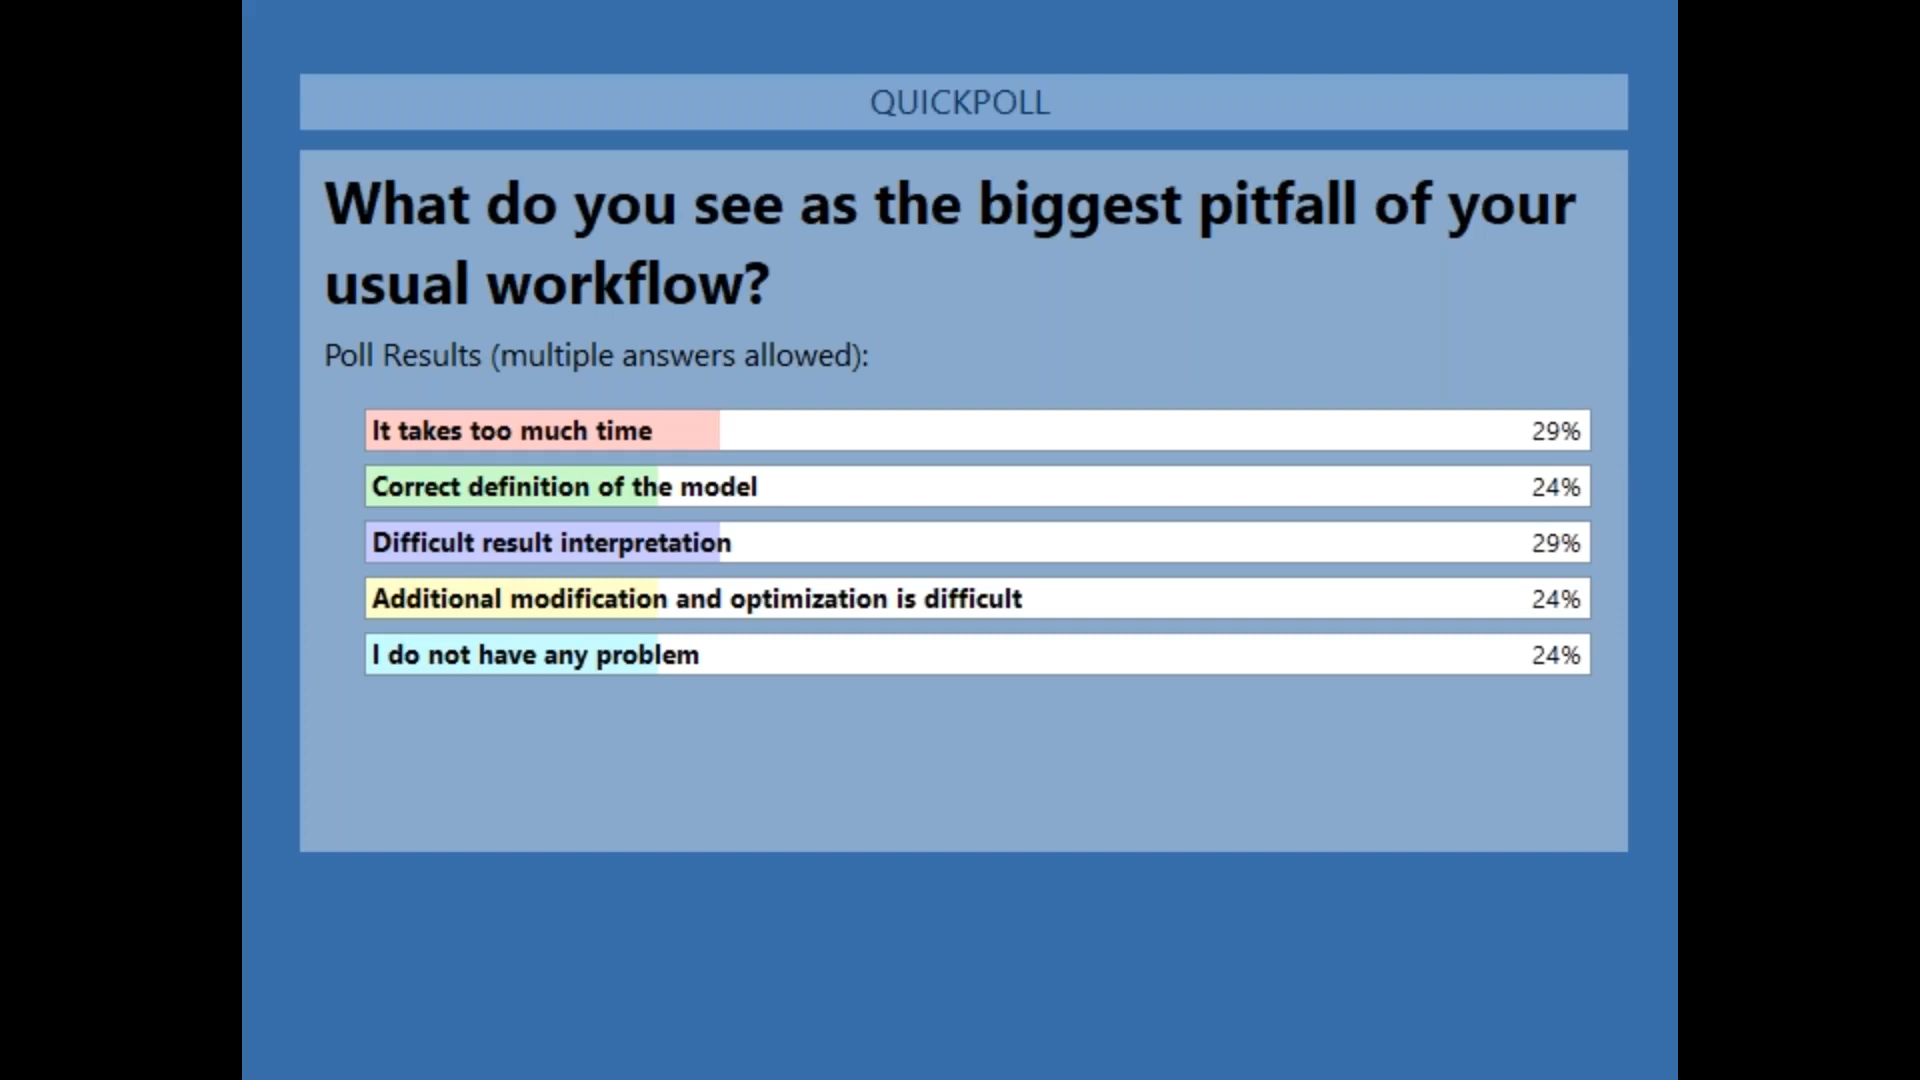 QUICKPOLL
What do you see as the biggest pitfall of your
usual workflow?
Poll Results (multiple answers allowed):
It takes too much time 29%
Correct definition of the model 24%
Difficult result interpretation 29%
Additional modification and optimization is difficult 24%
I do not have any problem 24%